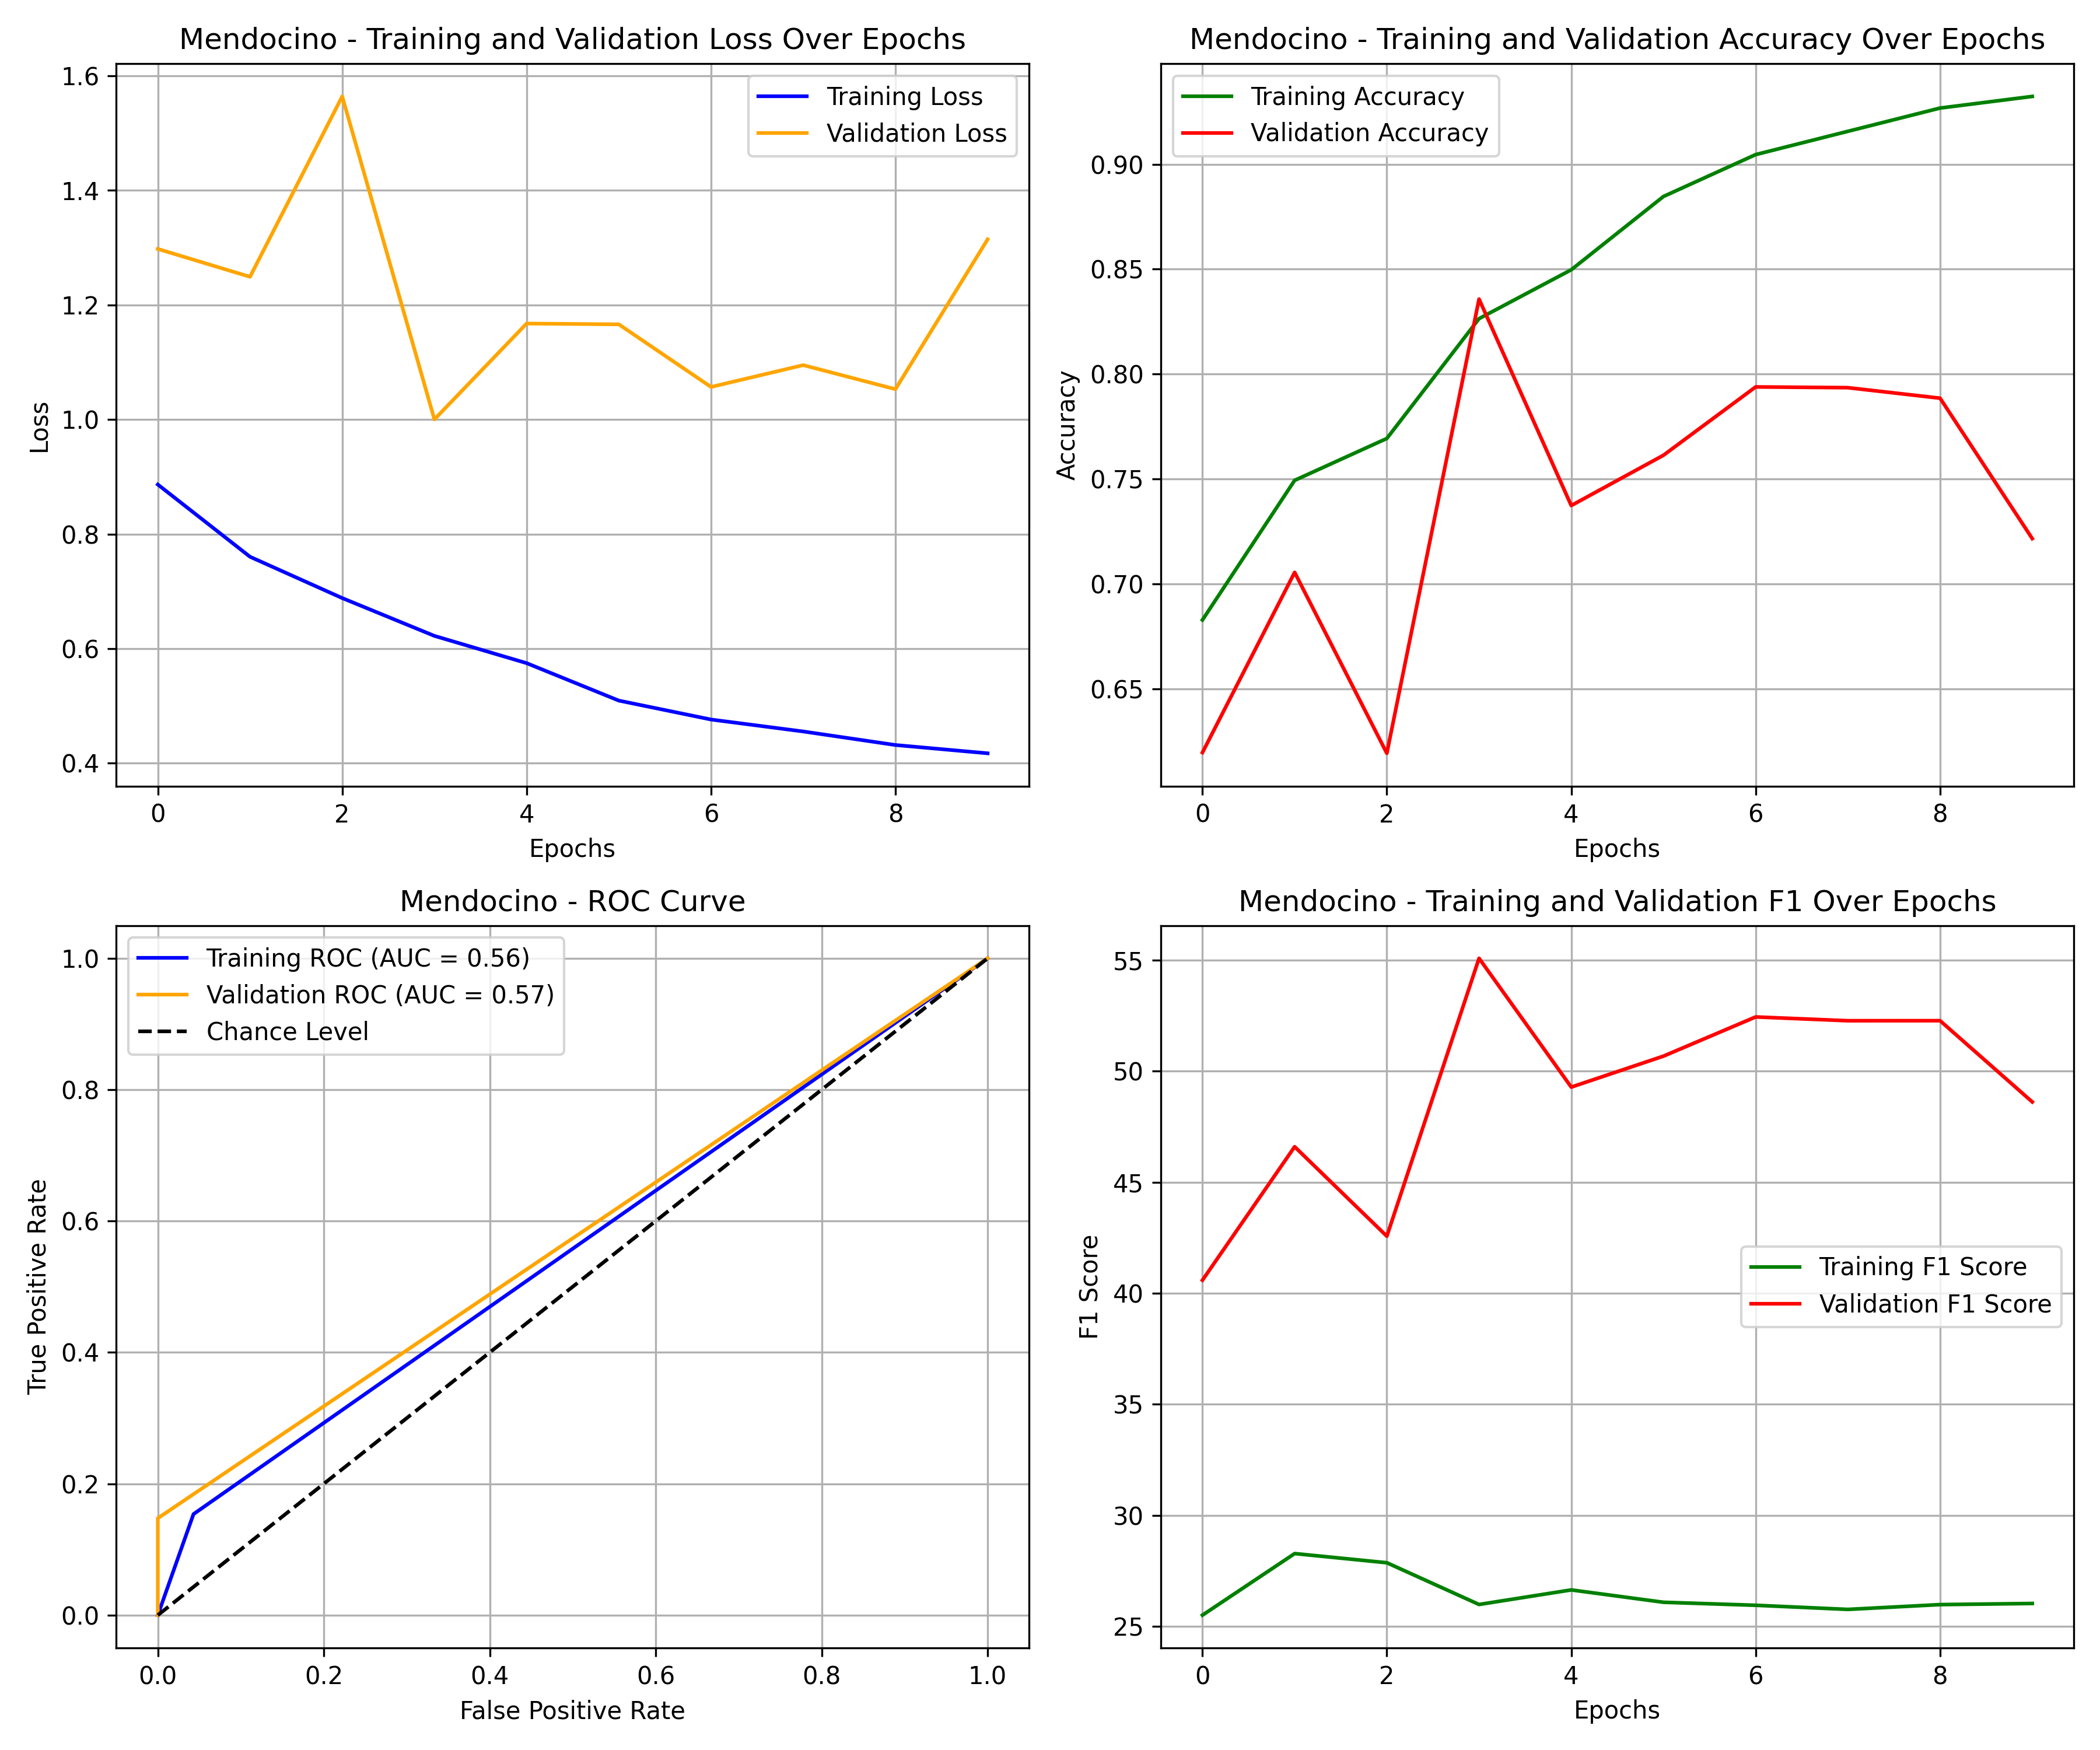 Mendocino - Training and Validation Loss Over Epochs
1.6
1.4
1.2
1.0
0.8
0.6
0.4
Loss
Training Loss
Validation Loss
0 2 4 6 8
Epochs
Mendocino - Training and Validation Accuracy Over Epochs
0.90
0.85
0.80
0.75
0.70
0.65
Accuracy
Training Accuracy
Validation Accuracy
0 2 4 6 8
Epochs
Mendocino - ROC Curve
1.0
0.8
0.6
0.4
0.2
0.0
True Positive Rate
Training ROC (AUC = 0.56)
Validation ROC (AUC = 0.57)
Chance Level
0.0 0.2 0.4 0.6 0.8 1.0
False Positive Rate
Mendocino - Training and Validation F1 Over Epochs
55
50
45
40
35
30
25
F1 Score
Training F1 Score
Validation F1 Score
0 2 4 6 8
Epochs